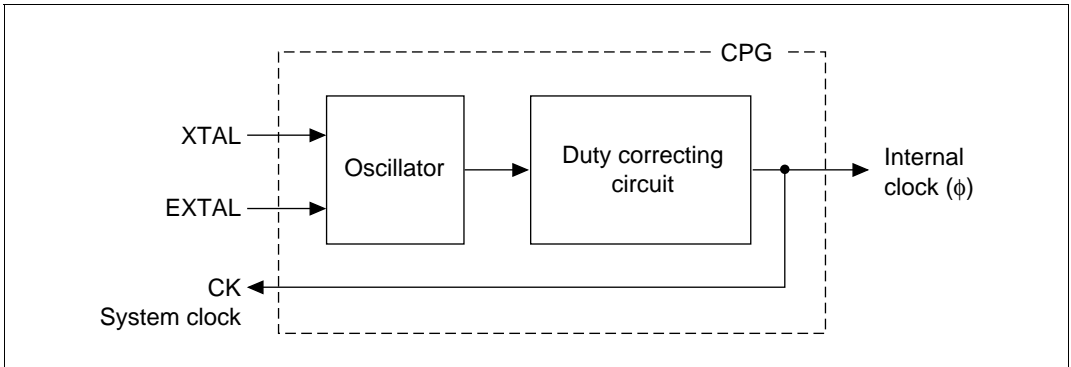 CPG
XTAL
EXTAL
Oscillator
Duty correcting
circuit
Internal
clock (ϕ)
CK
System clock